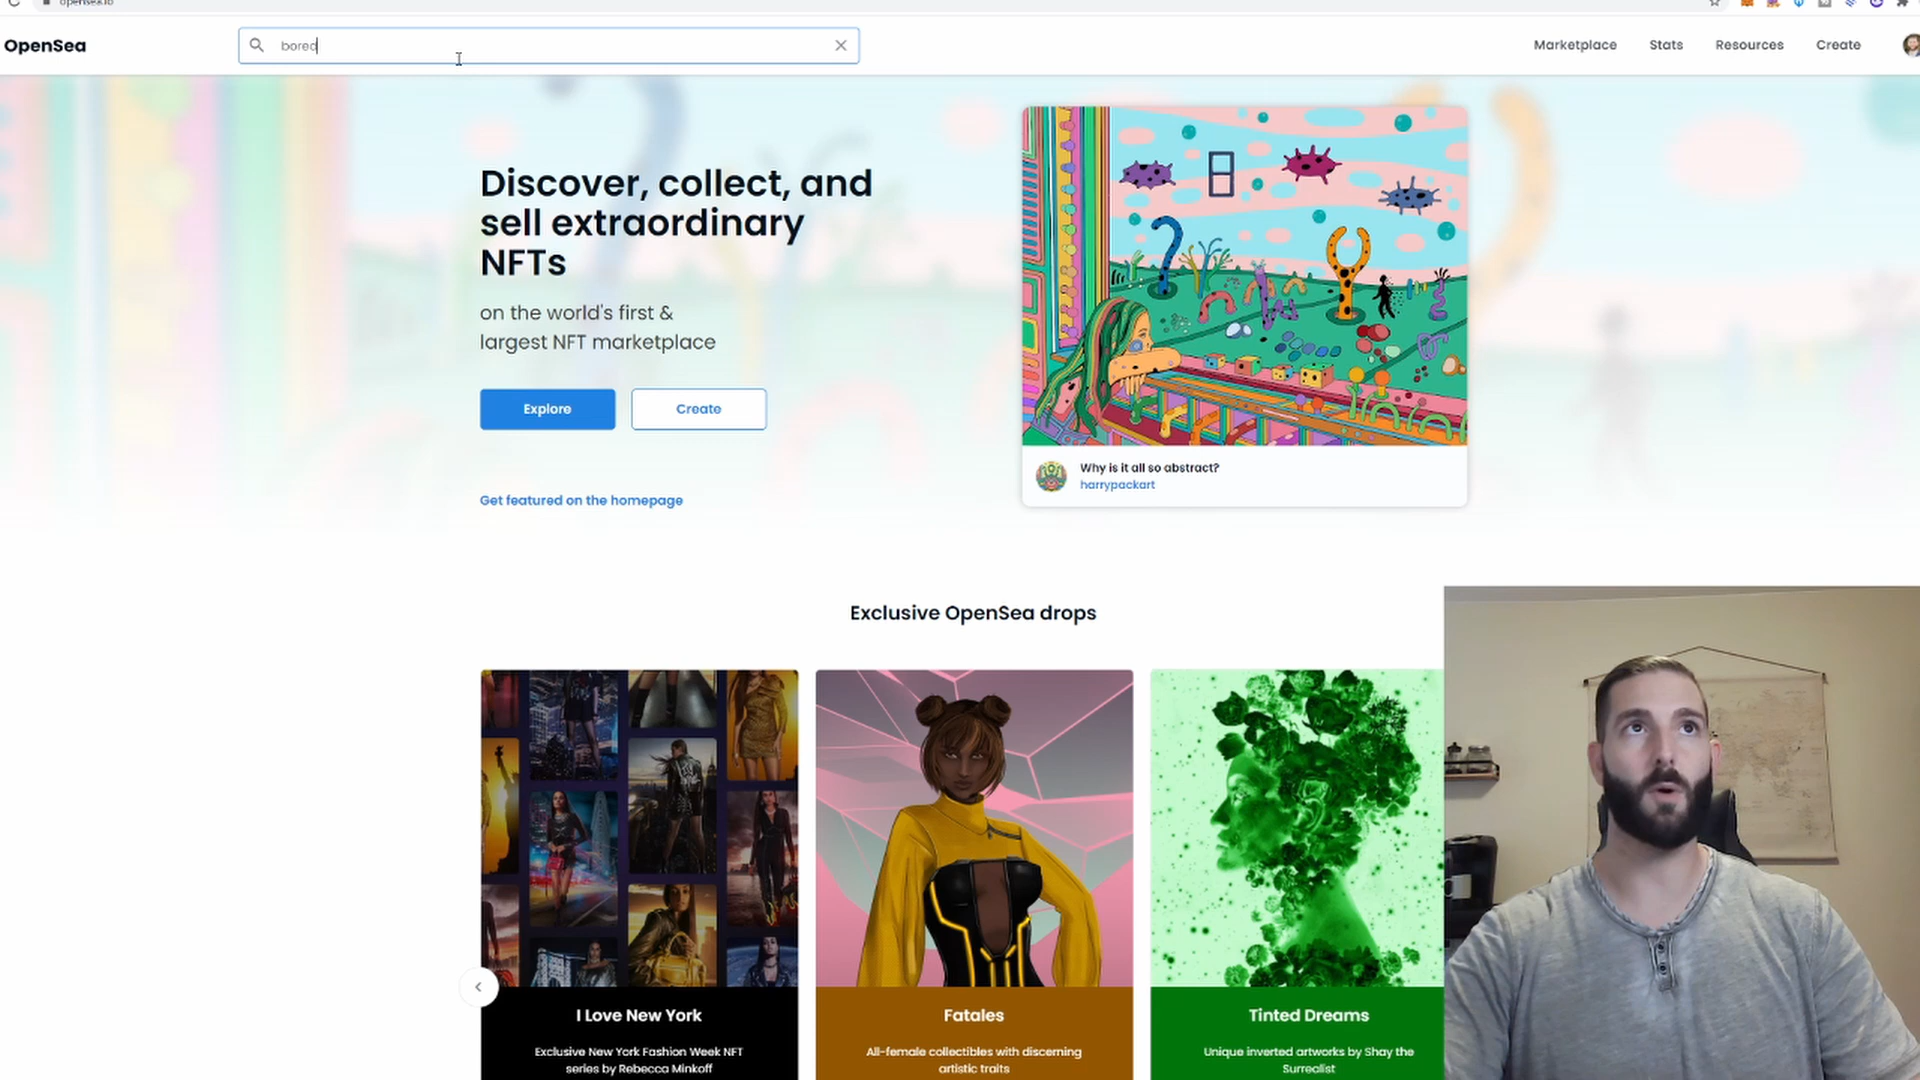 opensea.io
OpenSea
bored
Marketplace
Stats
Resources
Create
Discover, collect, and
sell extraordinary
NFTs
on the world's first &
largest NFT marketplace
Explore
Create
Get featured on the homepage
Why is it all so abstract?
harrypackart
Exclusive OpenSea drops
I Love New York
Exclusive New York Fashion Week NFT
series by Rebecca Minkoff
Fatales
All-female collectibles with discerning
artistic traits
Tinted Dreams
Unique inverted artworks by Shay the
Surrealist